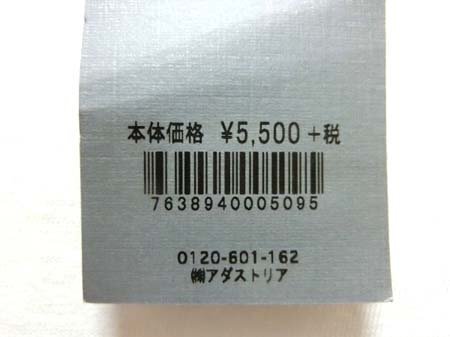 本体価格 ¥5,500 +税
7638940005095
0120-601-162
㈱アダストリア